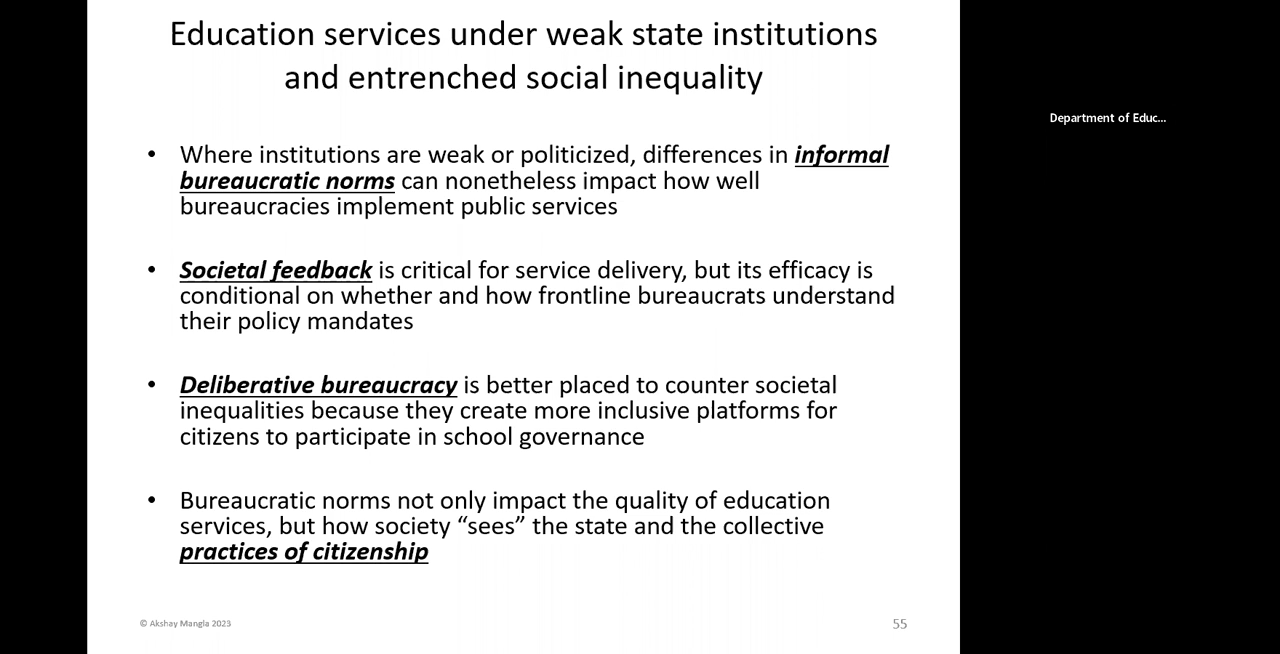 Education services under weak state institutions
and entrenched social inequality
• Where institutions are weak or politicized, differences in informal
bureaucratic norms can nonetheless impact how well
bureaucracies implement public services
• Societal feedback is critical for service delivery, but its efficacy is
conditional on whether and how frontline bureaucrats understand
their policy mandates
• Deliberative bureaucracy is better placed to counter societal
inequalities because they create more inclusive platforms for
citizens to participate in school governance
• Bureaucratic norms not only impact the quality of education
services, but how society “sees” the state and the collective
practices of citizenship
© Akshay Mangla 2023
55
Department of Educ...